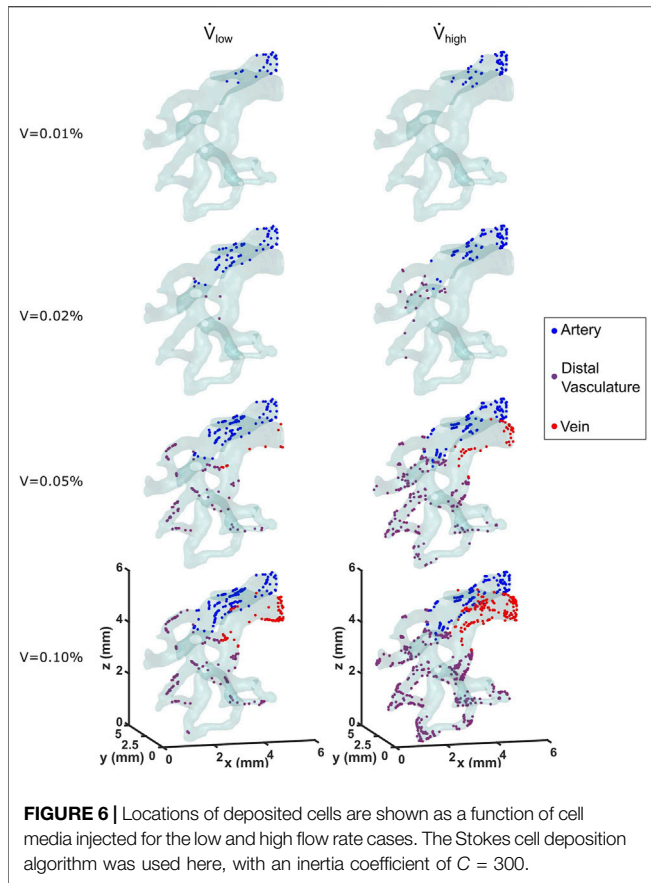 V̇low V̇high
V=0.01%
V=0.02%
Artery
Distal
Vasculature
Vein
V=0.05%
V=0.10%
6
4
2
0
z (mm)
5
2.5
0
y (mm)
0
2
4
6
x (mm)
6
4
2
0
z (mm)
5
2.5
0
y (mm)
0
2
4
6
x (mm)
FIGURE 6 | Locations of deposited cells are shown as a function of cell
media injected for the low and high flow rate cases. The Stokes cell deposition
algorithm was used here, with an inertia coefficient of C = 300.